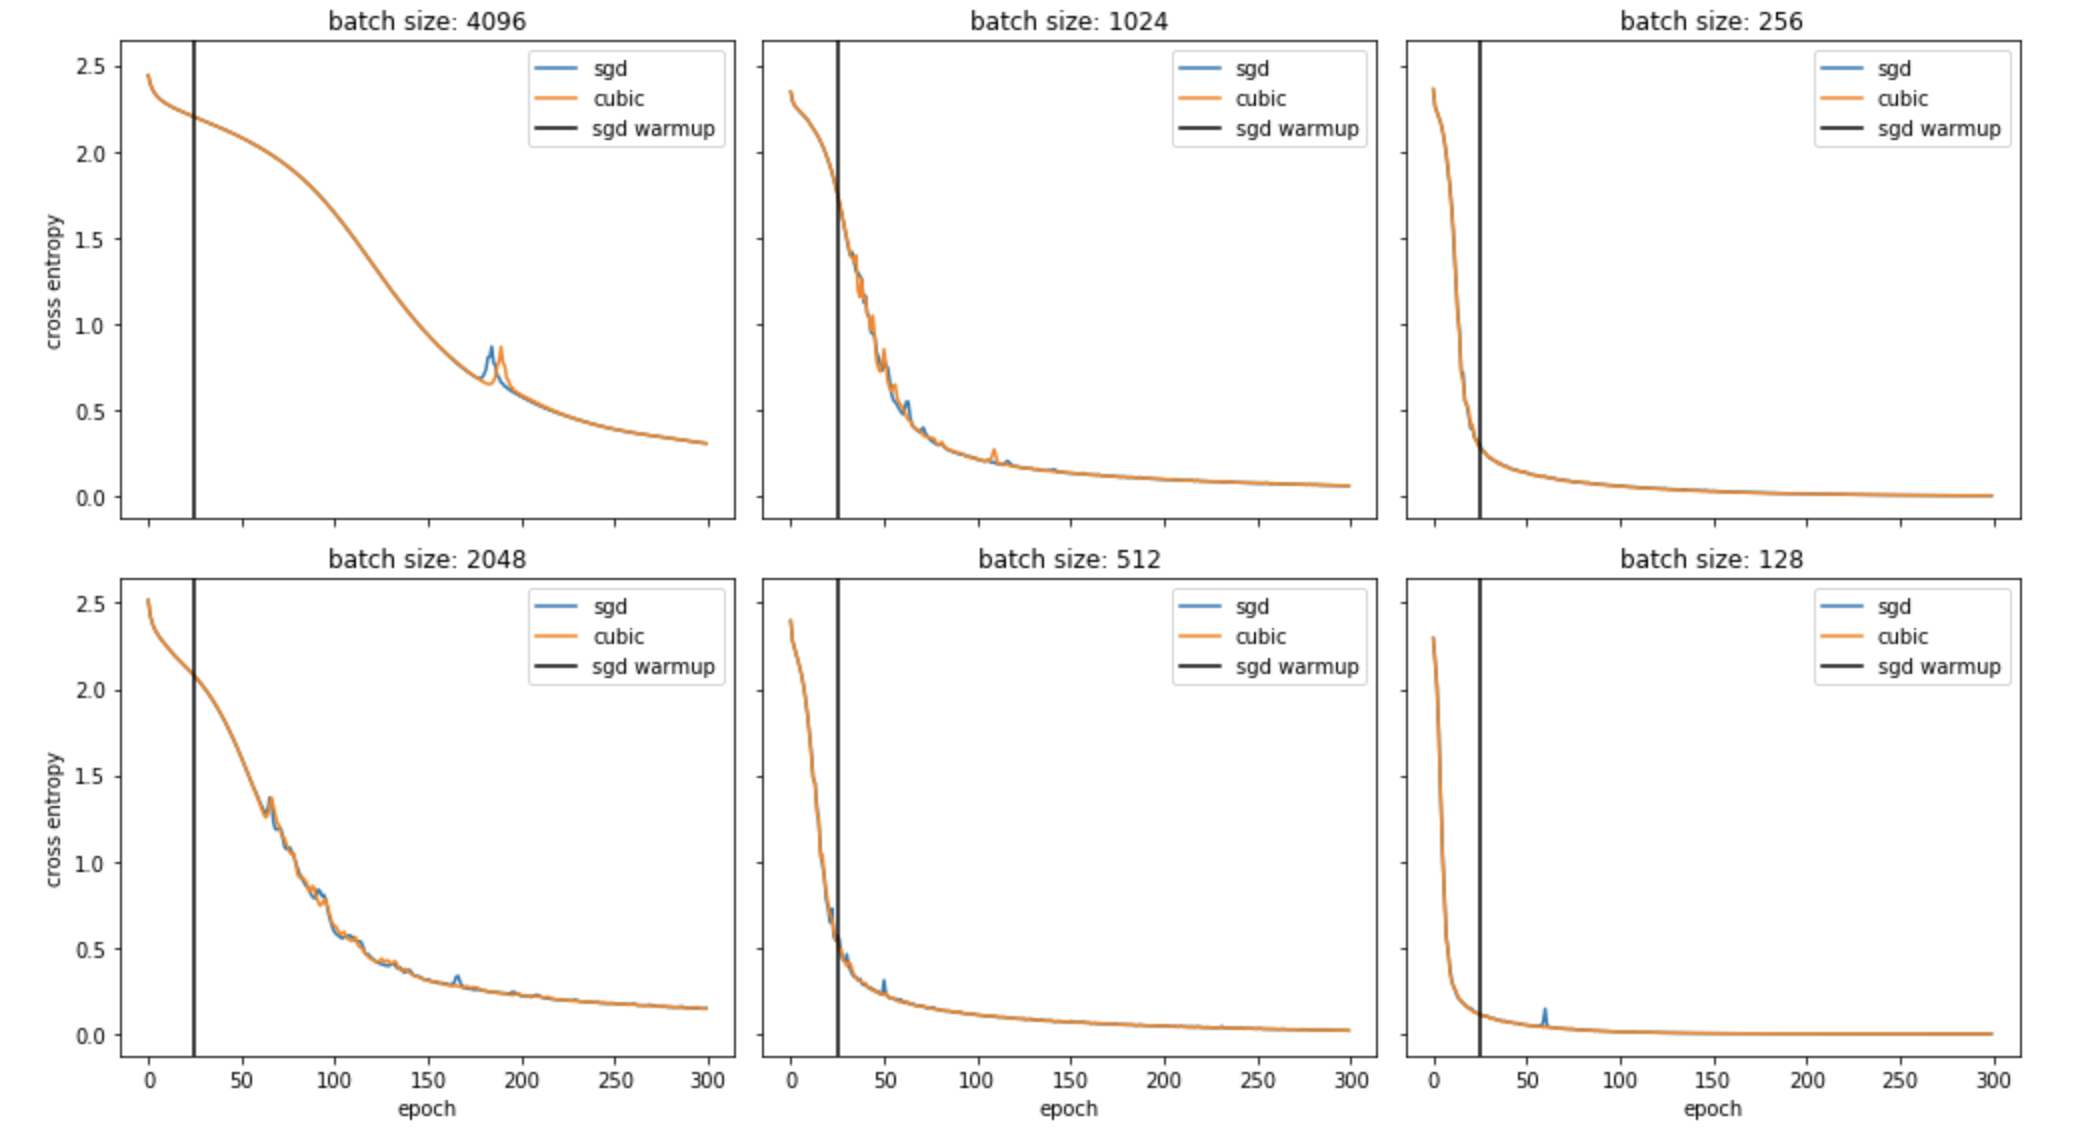 batch size: 4096
batch size: 1024
batch size: 256
2.5
2.0
1.5
1.0
0.5
0.0
cross entropy
sgd
cubic
sgd warmup
sgd
cubic
sgd warmup
sgd
cubic
sgd warmup
batch size: 2048
batch size: 512
batch size: 128
2.5
2.0
1.5
1.0
0.5
0.0
cross entropy
sgd
cubic
sgd warmup
sgd
cubic
sgd warmup
sgd
cubic
sgd warmup
0 50 100 150 200 250 300
0 50 100 150 200 250 300
0 50 100 150 200 250 300
epoch
epoch
epoch